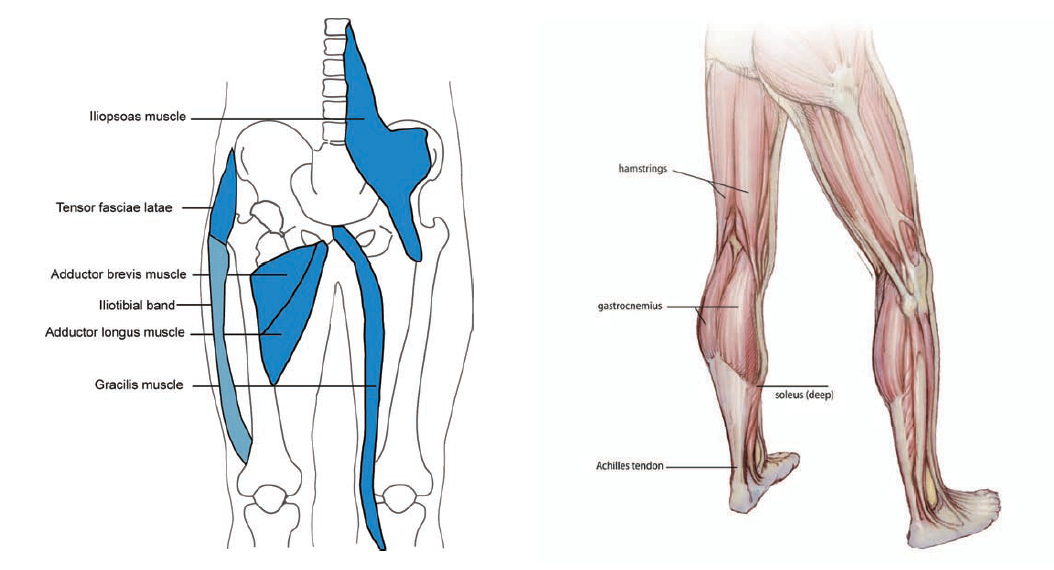 Iliopsoas muscle
Tensor fasciae latae
Adductor brevis muscle
Iliotibial band
Adductor longus muscle
Gracilis muscle
hamstrings
gastrocnemius
soleus (deep)
Achilles tendon